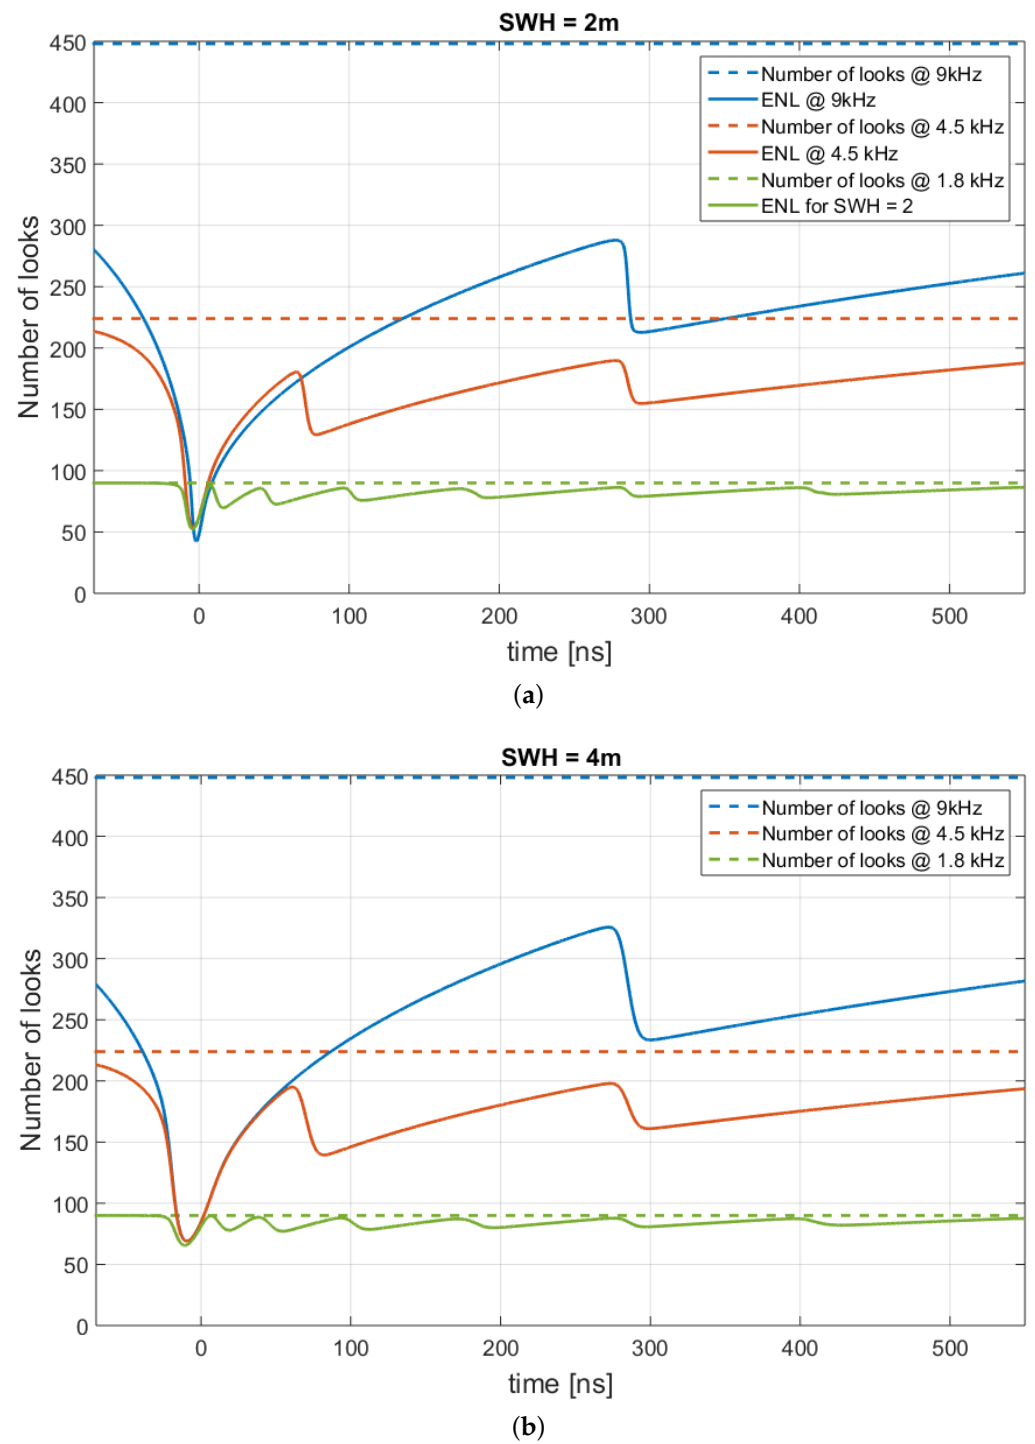 SWH = 2m
450
400
350
300
250
200
150
100
50
0
Number of looks
Number of looks @ 9kHz
ENL @ 9kHz
Number of looks @ 4.5 kHz
ENL @ 4.5 kHz
Number of looks @ 1.8 kHz
ENL for SWH = 2
0 100 200 300 400 500
time [ns]
(a)
SWH = 4m
450
400
350
300
250
200
150
100
50
0
Number of looks
Number of looks @ 9kHz
Number of looks @ 4.5 kHz
Number of looks @ 1.8 kHz
0 100 200 300 400 500
time [ns]
(b)